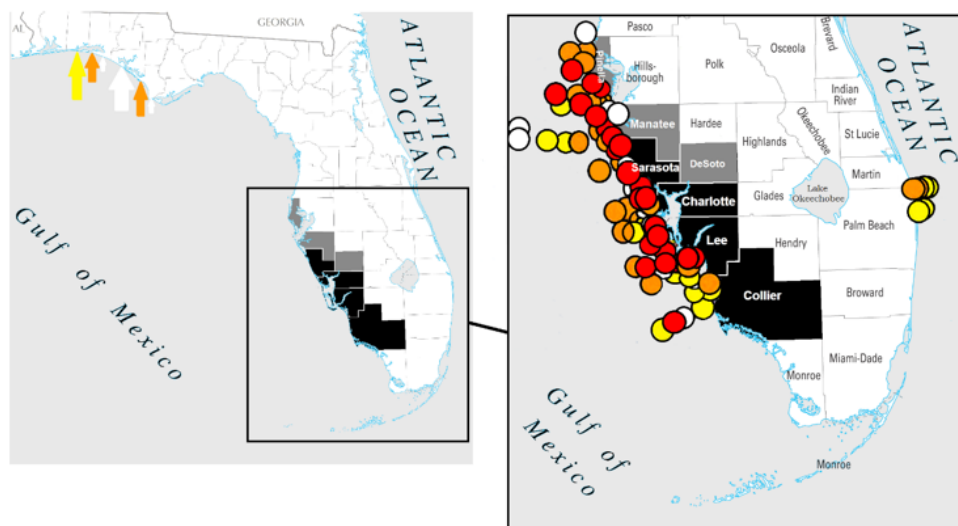 AL
GEORGIA
ATLANTIC
OCEAN
Gulf of Mexico
Pasco
Pinellas
Hills-
borough
Polk
Osceola
Brevard
Indian
River
Manatee
Hardee
Highlands
Okeechobee
St Lucie
ATLANTIC
OCEAN
Sarasota
DeSoto
Martin
Charlotte
Glades
Lake
Okeechobee
Palm Beach
Lee
Hendry
Collier
Broward
Miami-Dade
Monroe
Gulf of
Mexico
Monroe